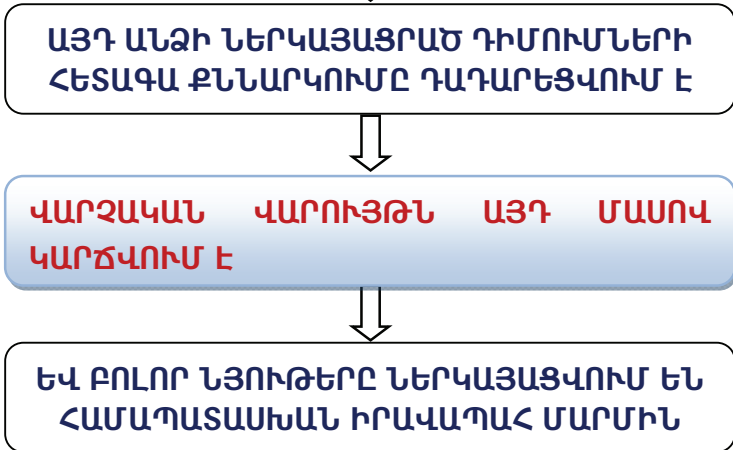 ԱՅԴ ԱՆՁԻ ՆԵՐԿԱՅԱՑՐԱԾ ԴԻՄՈՒՄՆԵՐԻ
ՀԵՏԱԳԱ ՔՆՆԱՐԿՈՒՄԸ ԴԱԴԱՐԵՑՎՈՒՄ Է
ՎԱՐՉԱԿԱՆ ՎԱՐՈՒՅԹՆ ԱՅԴ ՄԱՍՈՎ
ԿԱՐՃՎՈՒՄ Է
ԵՎ ԲՈԼՈՐ ՆՅՈՒԹԵՐԸ ՆԵՐԿԱՅԱՑՎՈՒՄ ԵՆ
ՀԱՄԱՊԱՏԱՍԽԱՆ ԻՐԱՎԱՊԱՀ ՄԱՐՄԻՆ